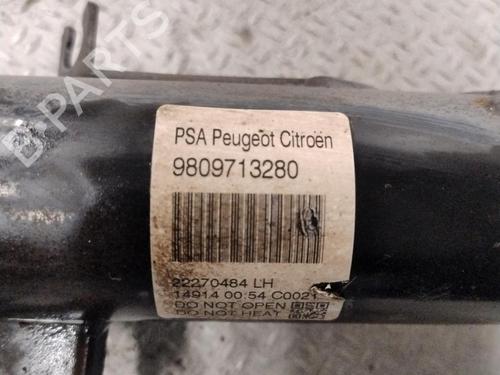 B-PARTS
PSA Peugeot Citroën
9809713280
22270484 LH
14914 00:54 C0021
DO NOT OPEN
DO NOT HEAT